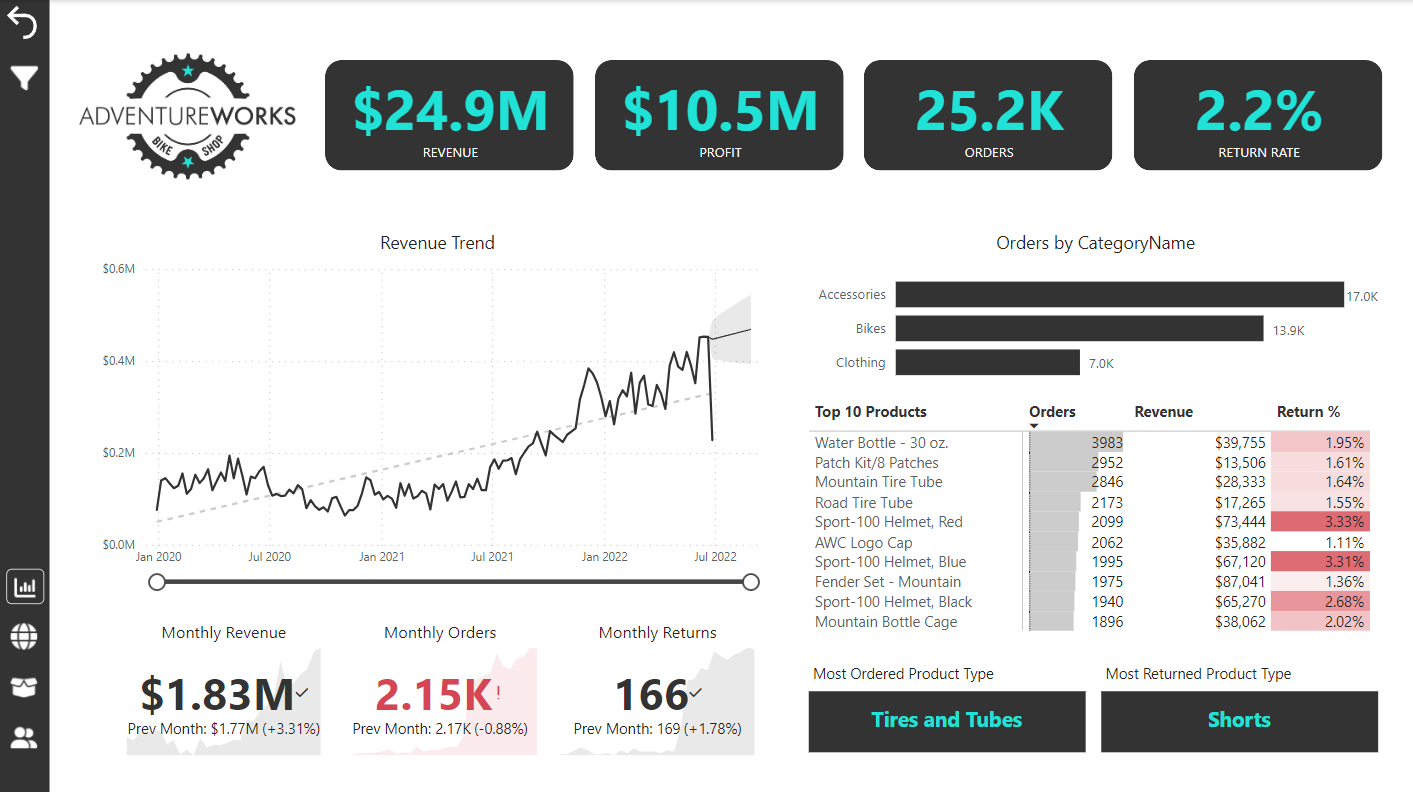 ADVENTUREWORKS
BIKE SHOP
$24.9M
REVENUE
$10.5M
PROFIT
25.2K
ORDERS
2.2%
RETURN RATE
Revenue Trend
$0.6M
$0.4M
$0.2M
$0.0M
Jan 2020 Jul 2020 Jan 2021 Jul 2021 Jan 2022 Jul 2022
Orders by CategoryName
Accessories 17.0K
Bikes 13.9K
Clothing 7.0K
Top 10 Products Orders Revenue Return %
Water Bottle - 30 oz. 3983 $39,755 1.95%
Patch Kit/8 Patches 2952 $13,506 1.61%
Mountain Tire Tube 2846 $28,333 1.64%
Road Tire Tube 2173 $17,265 1.55%
Sport-100 Helmet, Red 2099 $73,444 3.33%
AWC Logo Cap 2062 $35,882 1.11%
Sport-100 Helmet, Blue 1995 $67,120 3.31%
Fender Set - Mountain 1975 $87,041 1.36%
Sport-100 Helmet, Black 1940 $65,270 2.68%
Mountain Bottle Cage 1896 $38,062 2.02%
Monthly Revenue
$1.83M
Prev Month: $1.77M (+3.31%)
Monthly Orders
2.15K!
Prev Month: 2.17K (-0.88%)
Monthly Returns
166
Prev Month: 169 (+1.78%)
Most Ordered Product Type
Tires and Tubes
Most Returned Product Type
Shorts